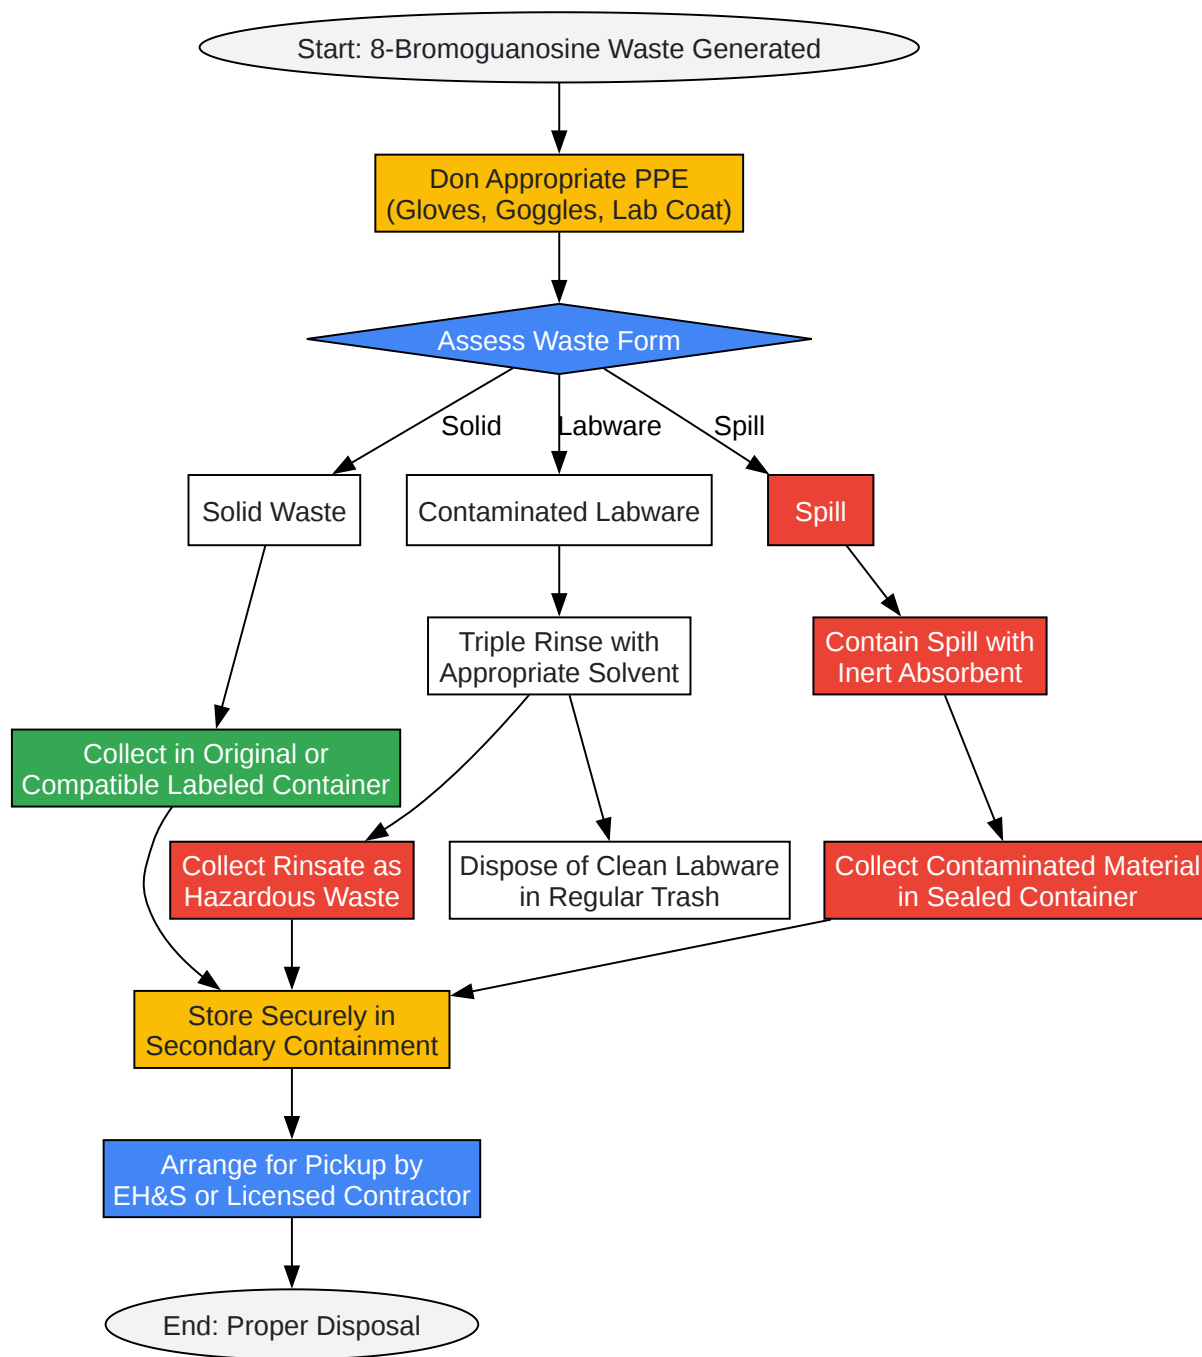 Start: 8-Bromoguanosine Waste Generated
Don Appropriate PPE
(Gloves, Goggles, Lab Coat)
Assess Waste Form
Solid
Labware
Spill
Solid Waste
Contaminated Labware
Spill
Triple Rinse with
Appropriate Solvent
Contain Spill with
Inert Absorbent
Collect in Original or
Compatible Labeled Container
Collect Rinsate as
Hazardous Waste
Dispose of Clean Labware
in Regular Trash
Collect Contaminated Material
in Sealed Container
Store Securely in
Secondary Containment
Arrange for Pickup by
EH&S or Licensed Contractor
End: Proper Disposal